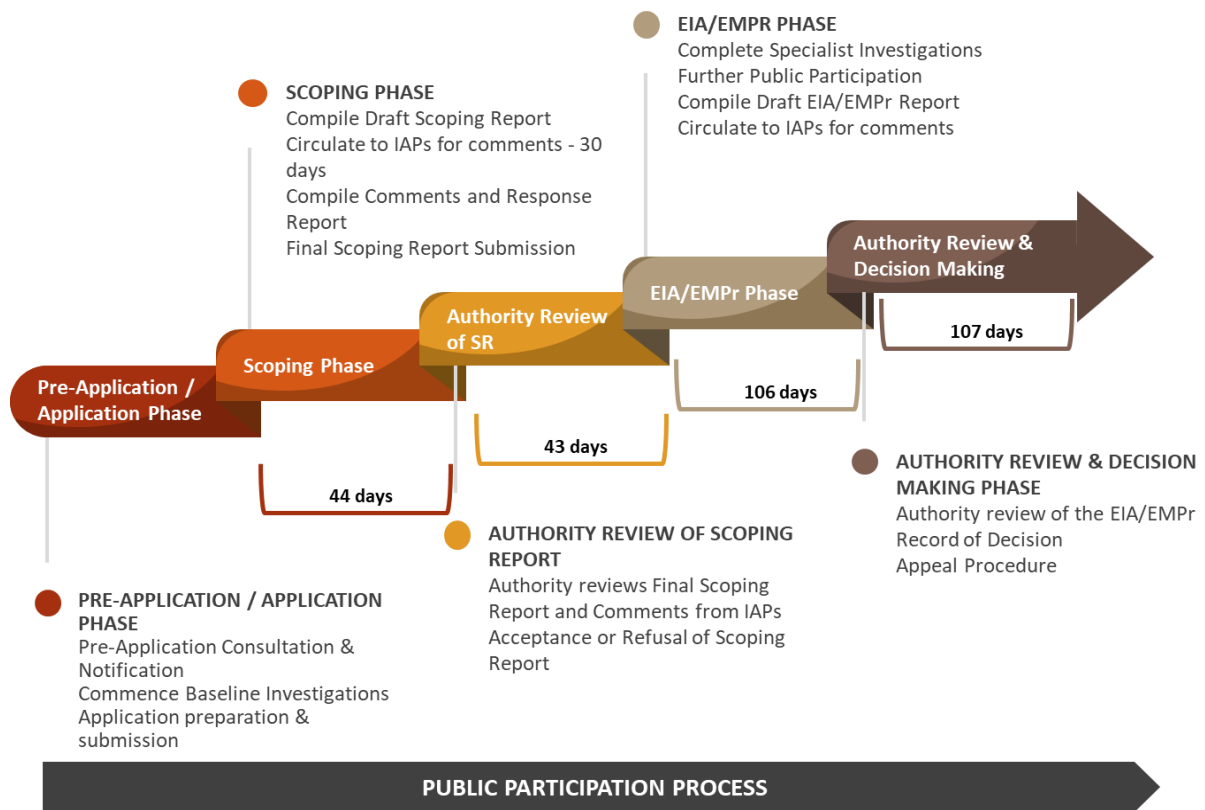 EIA/EMPR PHASE
Complete Specialist Investigations
Further Public Participation
Compile Draft EIA/EMPr Report
Circulate to IAPs for comments
SCOPING PHASE
Compile Draft Scoping Report
Circulate to IAPs for comments - 30
days
Compile Comments and Response
Report
Final Scoping Report Submission
Authority Review &
Decision Making
EIA/EMPr Phase
Authority Review
of SR
Scoping Phase
Pre-Application /
Application Phase
107 days
106 days
43 days
44 days
AUTHORITY REVIEW & DECISION
MAKING PHASE
Authority review of the EIA/EMPr
Record of Decision
Appeal Procedure
AUTHORITY REVIEW OF SCOPING
REPORT
Authority reviews Final Scoping
Report and Comments from IAPs
Acceptance or Refusal of Scoping
Report
PRE-APPLICATION / APPLICATION
PHASE
Pre-Application Consultation &
Notification
Commence Baseline Investigations
Application preparation &
submission
PUBLIC PARTICIPATION PROCESS